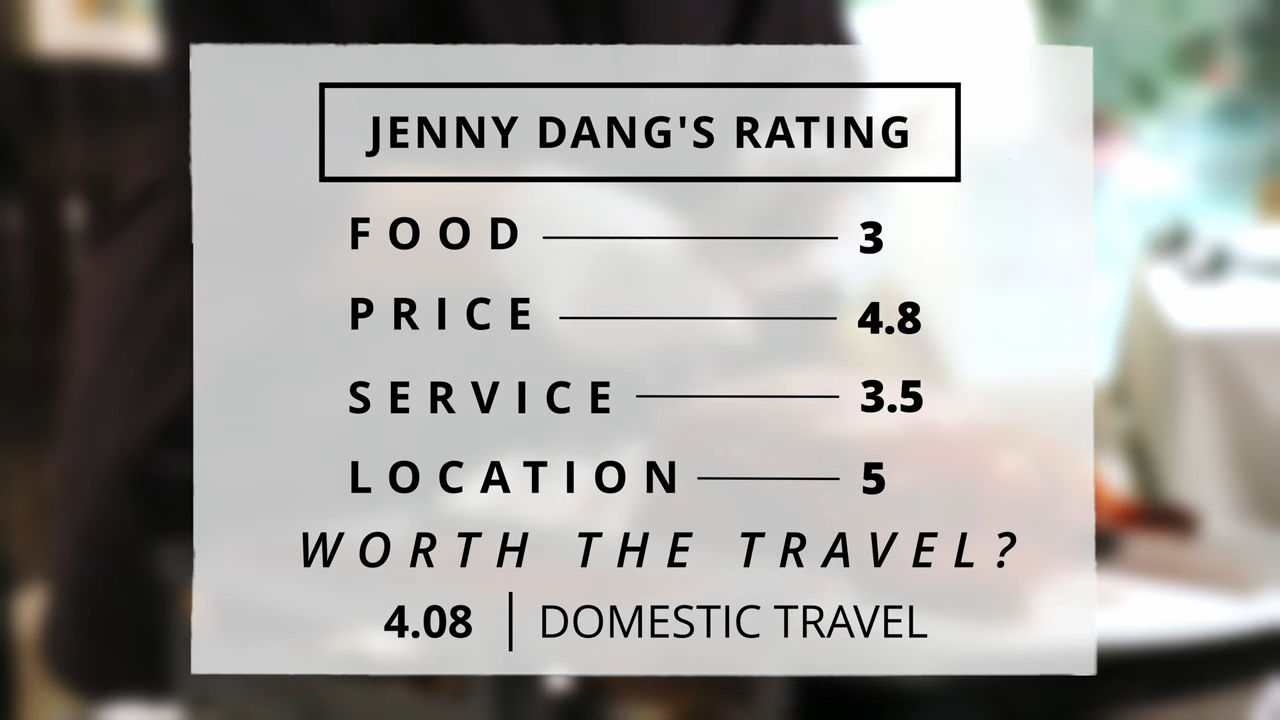 JENNY DANG'S RATING
FOOD 3
PRICE 4.8
SERVICE 3.5
LOCATION 5
WORTH THE TRAVEL?
4.08 | DOMESTIC TRAVEL